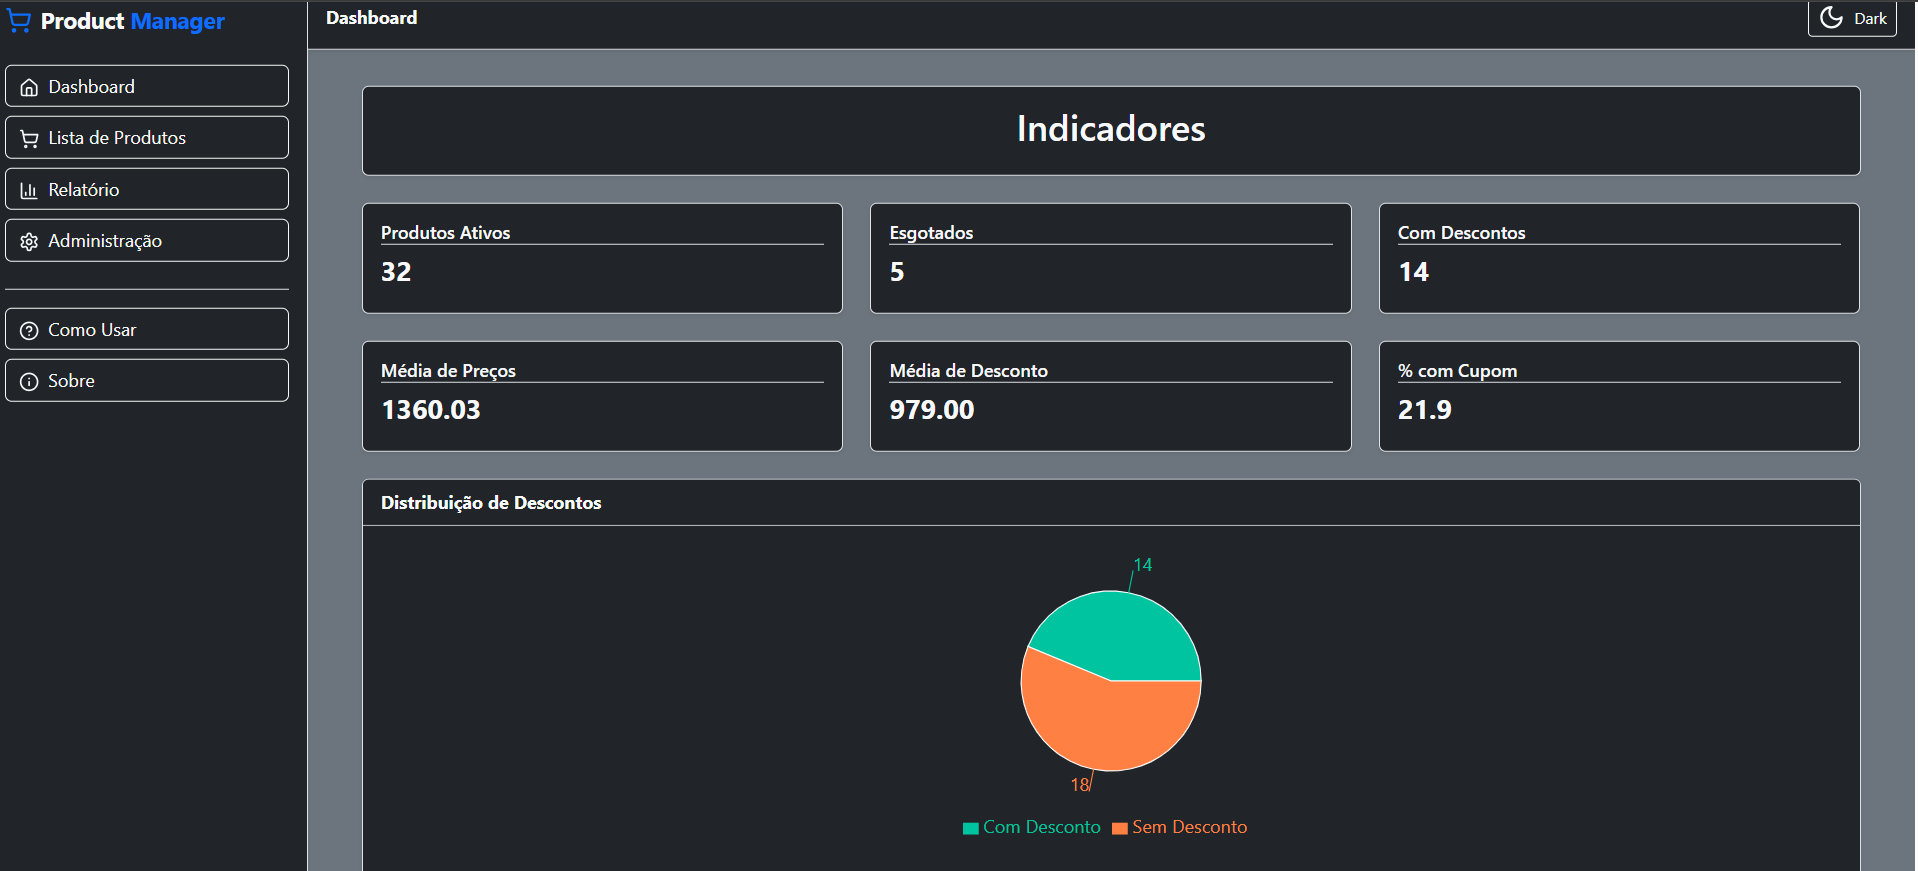 Product Manager
Dashboard
Lista de Produtos
Relatório
Administração
Como Usar
Sobre
Dashboard
Dark
Indicadores
Produtos Ativos
32
Esgotados
5
Com Descontos
14
Média de Preços
1360.03
Média de Desconto
979.00
% com Cupom
21.9
Distribuição de Descontos
14
18
Com Desconto
Sem Desconto